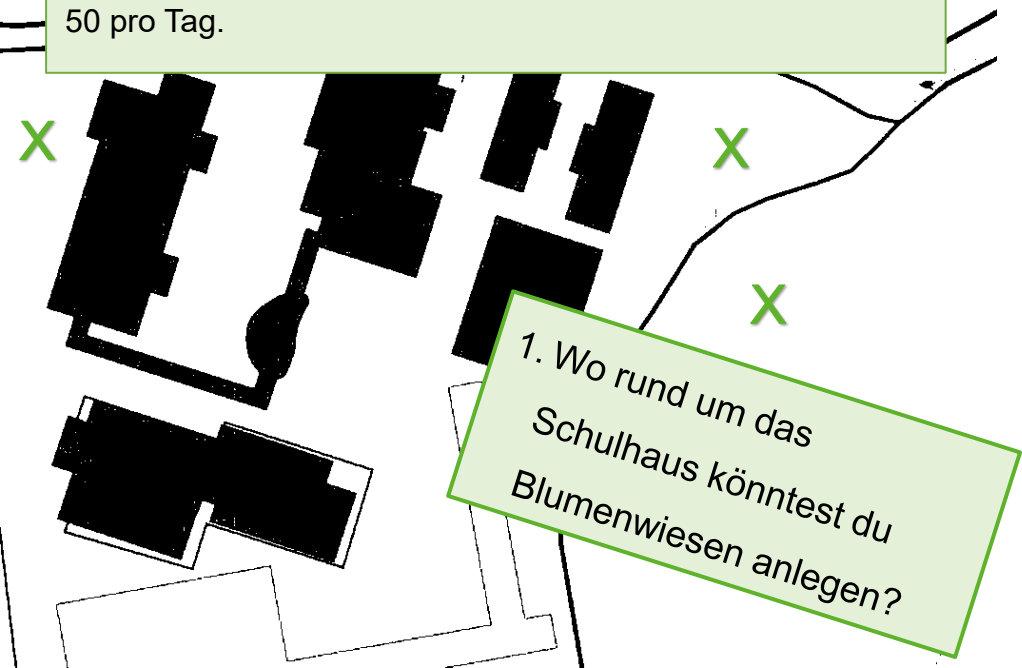 50 pro Tag.
X
X
X
1. Wo rund um das
Schulhaus könntest du
Blumenwiesen anlegen?